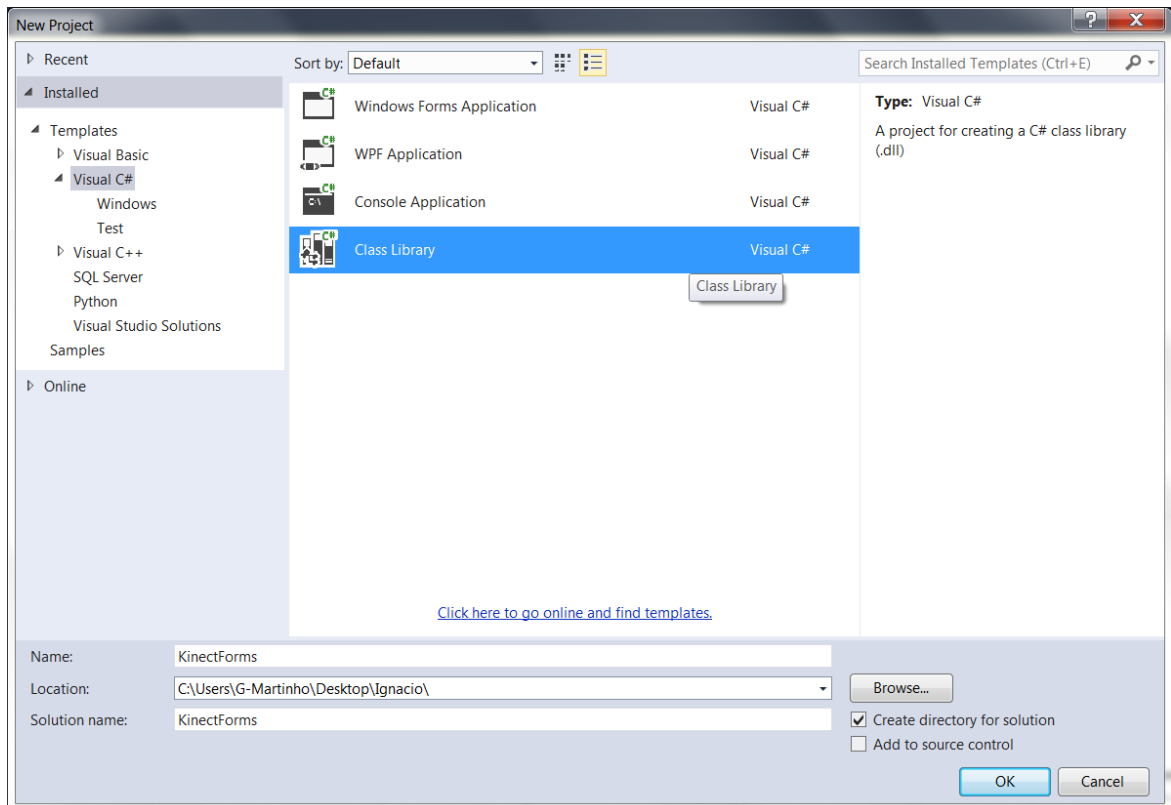 New Project
Recent
Installed
Templates
Visual Basic
Visual C#
Windows
Test
Visual C++
SQL Server
Python
Visual Studio Solutions
Samples
Online
Sort by: Default
Search Installed Templates (Ctrl+E)
C# Windows Forms Application Visual C#
C# WPF Application Visual C#
C# C:\ Console Application Visual C#
C# Class Library Visual C#
Class Library
Click here to go online and find templates.
Type: Visual C#
A project for creating a C# class library
(.dll)
Name: KinectForms
Location: C:\Users\G-Martinho\Desktop\Ignacio\ Browse...
Solution name: KinectForms
Create directory for solution
Add to source control
OK Cancel